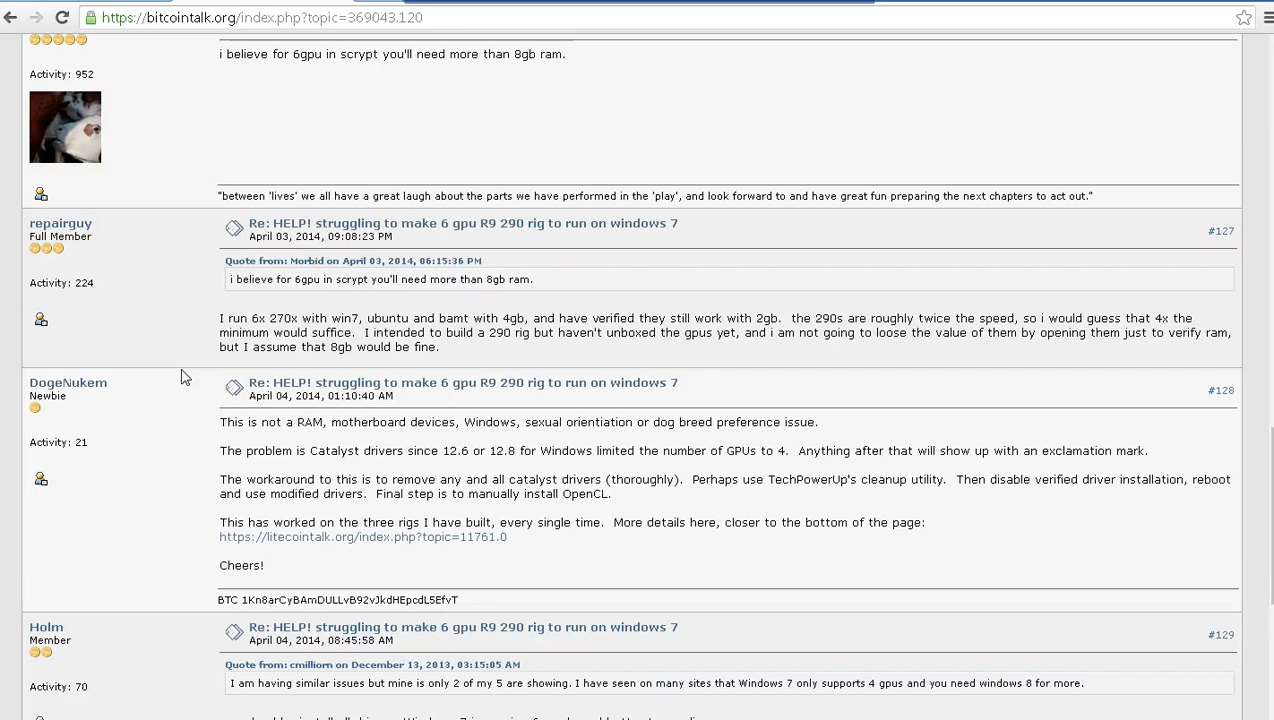 https://bitcointalk.org/index.php?topic=369043.120
i believe for 6gpu in scrypt you'll need more than 8gb ram.
Activity: 952
"between 'lives' we all have a great laugh about the parts we have performed in the 'play', and look forward to and have great fun preparing the next chapters to act out."
repairguy
Full Member
Activity: 224
Re: HELP! struggling to make 6 gpu R9 290 rig to run on windows 7
April 03, 2014, 09:08:23 PM
#127
Quote from: Morbid on April 03, 2014, 06:15:36 PM
i believe for 6gpu in scrypt you'll need more than 8gb ram.
I run 6x 270x with win7, ubuntu and bamt with 4gb, and have verified they still work with 2gb.  the 290s are roughly twice the speed, so i would guess that 4x the
minimum would suffice.  I intended to build a 290 rig but haven't unboxed the gpus yet, and i am not going to loose the value of them by opening them just to verify ram,
but I assume that 8gb would be fine.
DogeNukem
Newbie
Activity: 21
Re: HELP! struggling to make 6 gpu R9 290 rig to run on windows 7
April 04, 2014, 01:10:40 AM
#128
This is not a RAM, motherboard devices, Windows, sexual orientiation or dog breed preference issue.
The problem is Catalyst drivers since 12.6 or 12.8 for Windows limited the number of GPUs to 4.  Anything after that will show up with an exclamation mark.
The workaround to this is to remove any and all catalyst drivers (thoroughly).  Perhaps use TechPowerUp's cleanup utility.  Then disable verified driver installation, reboot
and use modified drivers.  Final step is to manually install OpenCL.
This has worked on the three rigs I have built, every single time.  More details here, closer to the bottom of the page:
https://litecointalk.org/index.php?topic=11761.0
Cheers!
BTC 1Kn8arCyBAmDULLvB92vJkdHEpcdL5EfvT
Holm
Member
Activity: 70
Re: HELP! struggling to make 6 gpu R9 290 rig to run on windows 7
April 04, 2014, 08:45:58 AM
#129
Quote from: cmilliorn on December 13, 2013, 03:15:05 AM
I am having similar issues but mine is only 2 of my 5 are showing. I have seen on many sites that Windows 7 only supports 4 gpus and you need windows 8 for more.